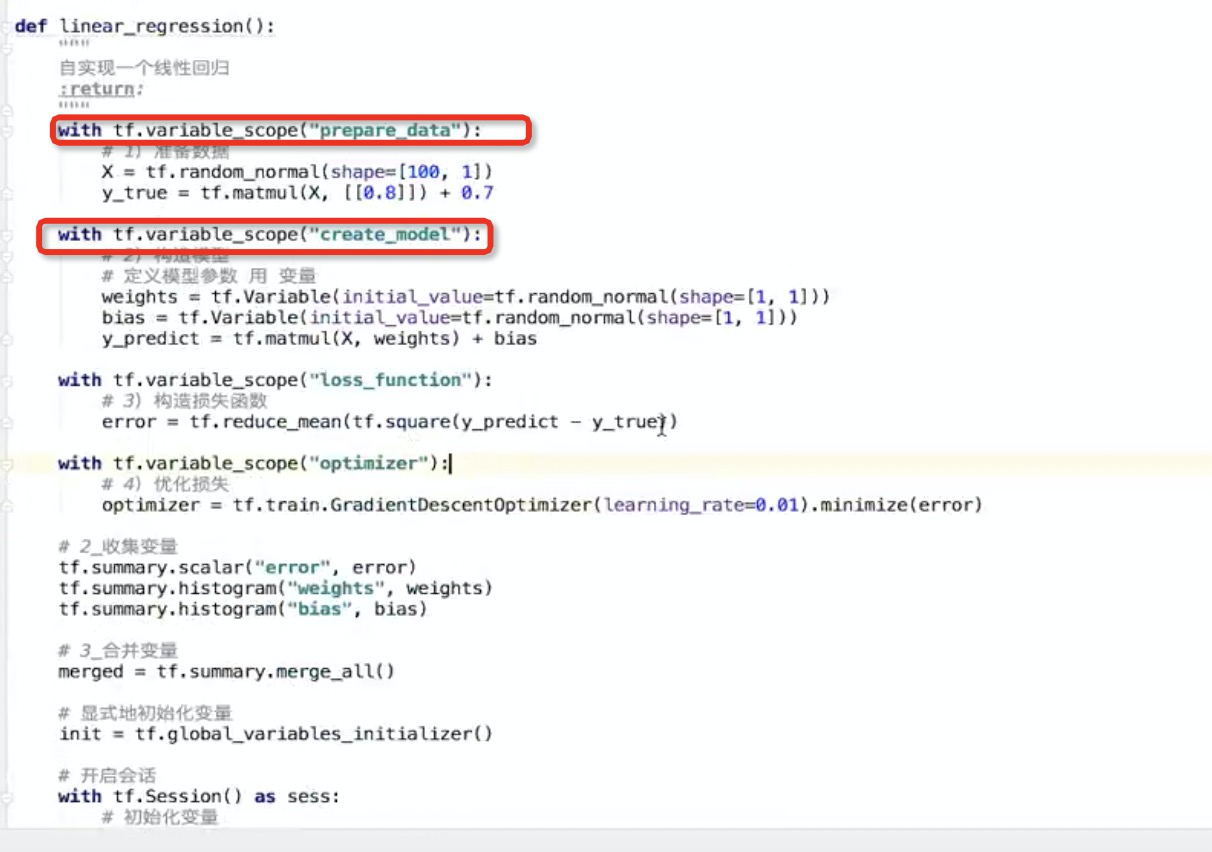 def linear_regression():
"""
自实现一个线性回归
:return:
"""
with tf.variable_scope("prepare_data"):
# 1) 准备数据
X = tf.random_normal(shape=[100, 1])
y_true = tf.matmul(X, [[0.8]]) + 0.7
with tf.variable_scope("create_model"):
# 2) 构造模型
# 定义模型参数 用 变量
weights = tf.Variable(initial_value=tf.random_normal(shape=[1, 1]))
bias = tf.Variable(initial_value=tf.random_normal(shape=[1, 1]))
y_predict = tf.matmul(X, weights) + bias
with tf.variable_scope("loss_function"):
# 3) 构造损失函数
error = tf.reduce_mean(tf.square(y_predict - y_true))
with tf.variable_scope("optimizer"):
# 4) 优化损失
optimizer = tf.train.GradientDescentOptimizer(learning_rate=0.01).minimize(error)
# 2_收集变量
tf.summary.scalar("error", error)
tf.summary.histogram("weights", weights)
tf.summary.histogram("bias", bias)
# 3_合并变量
merged = tf.summary.merge_all()
# 显式地初始化变量
init = tf.global_variables_initializer()
# 开启会话
with tf.Session() as sess:
# 初始化变量